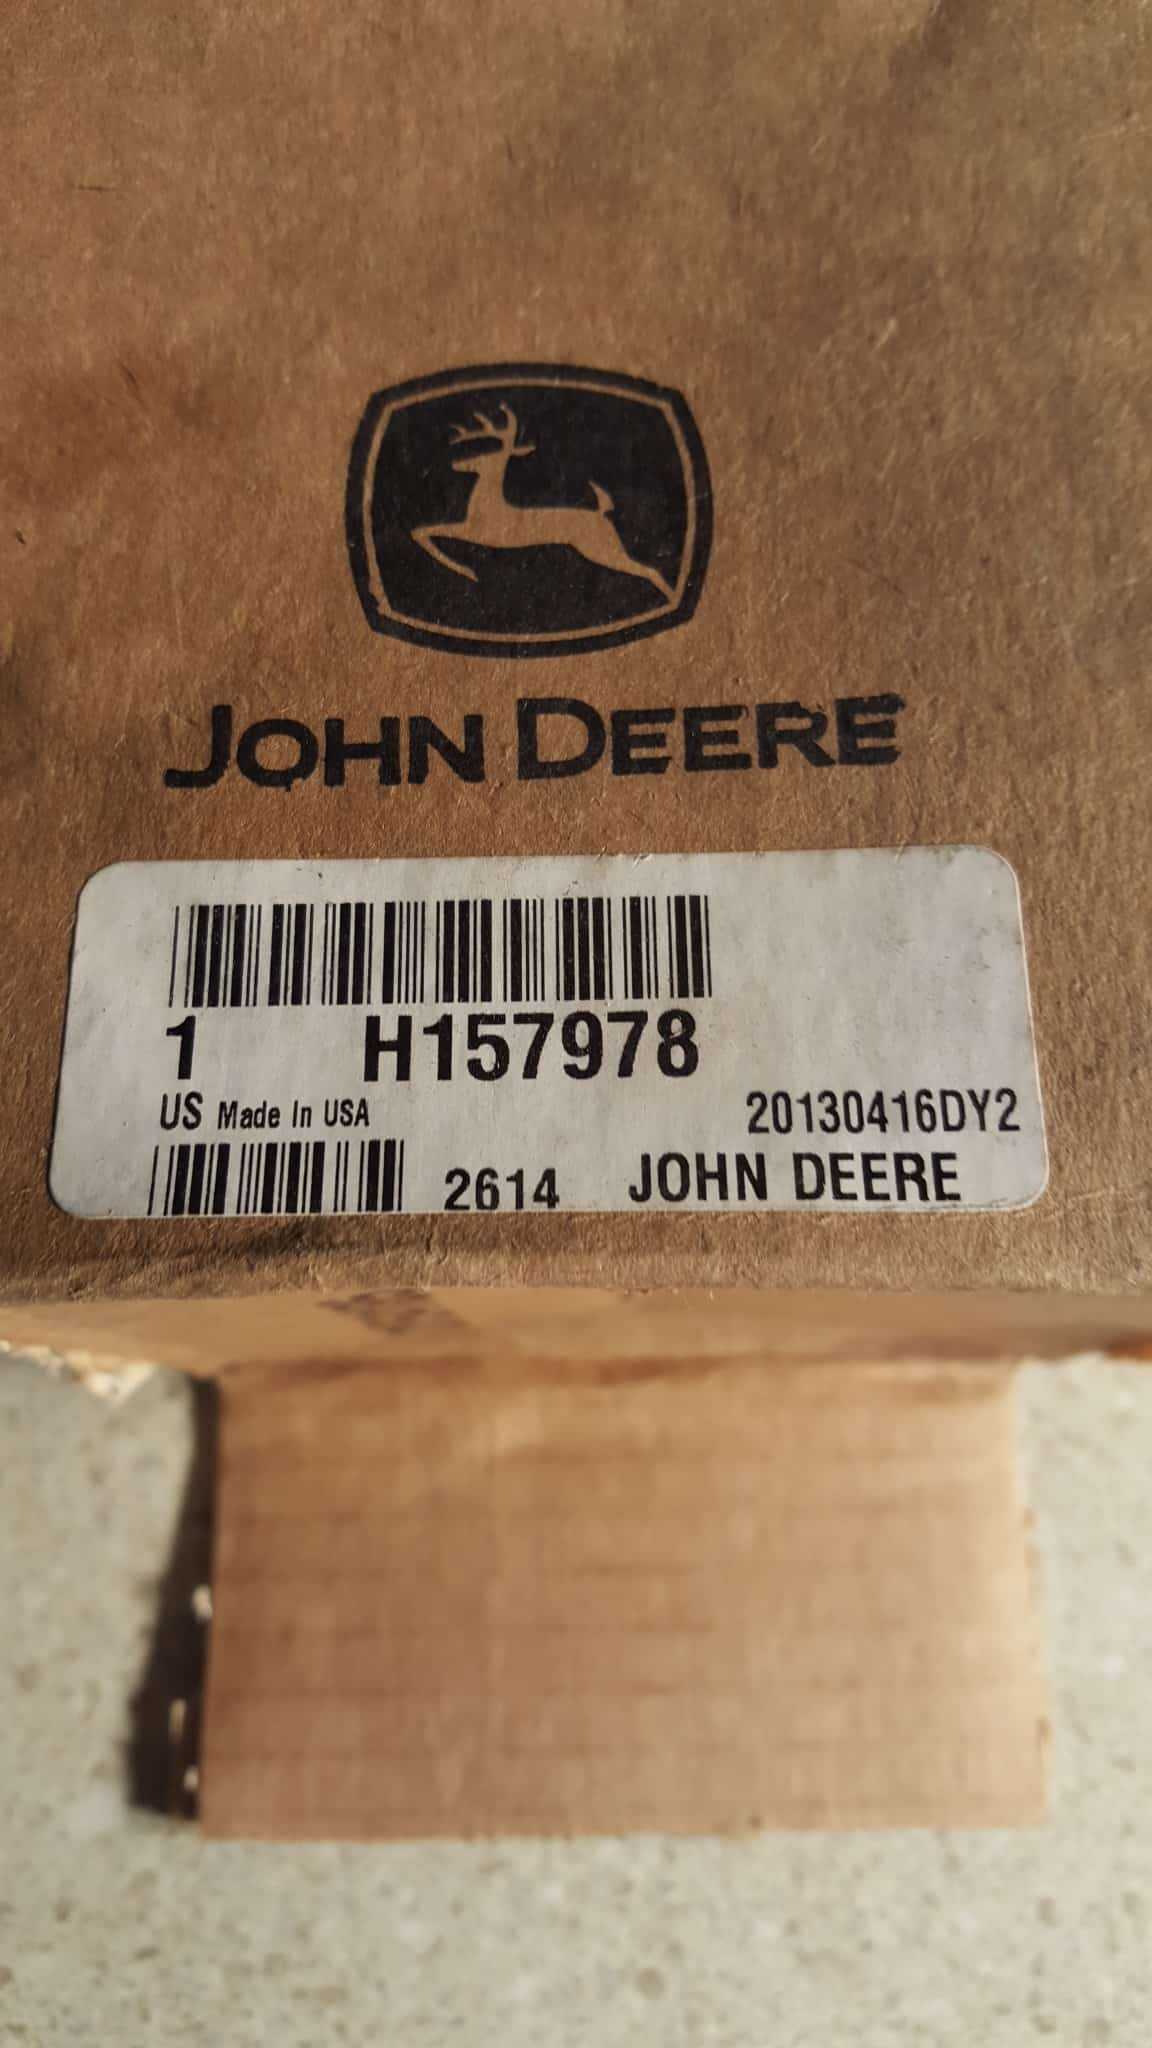 JOHN DEERE
1 H157978
US Made In USA 20130416DY2
2614 JOHN DEERE